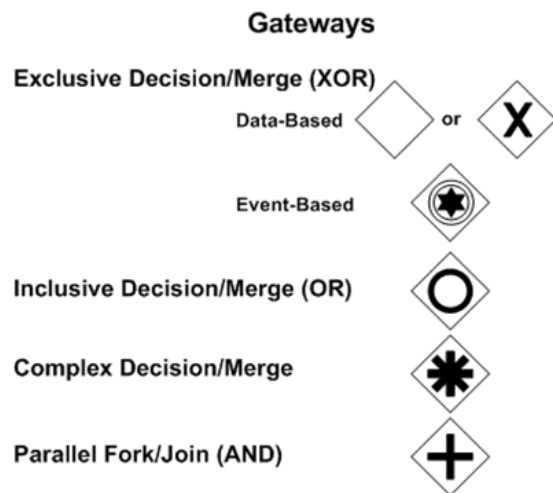 Gateways
Exclusive Decision/Merge (XOR)
Data-Based or X
Event-Based
Inclusive Decision/Merge (OR)
Complex Decision/Merge
Parallel Fork/Join (AND)